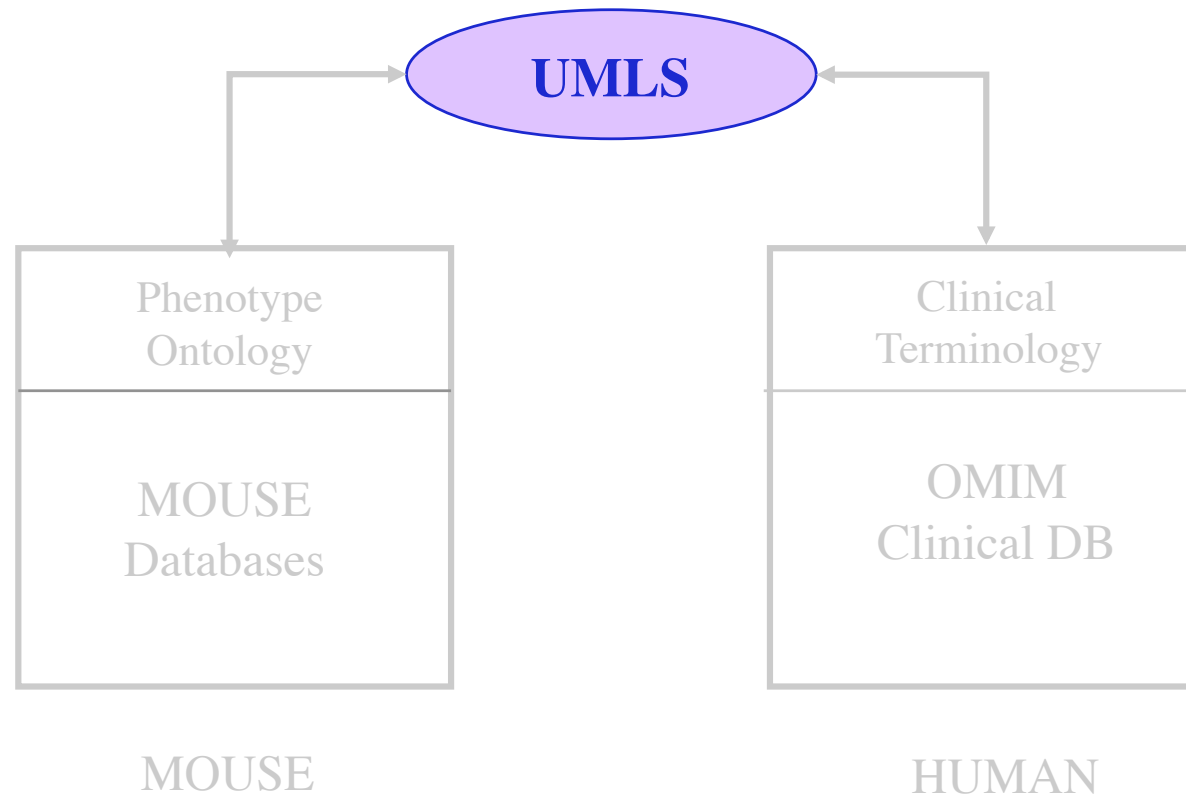 UMLS
Phenotype
Ontology
MOUSE
Databases
MOUSE
Clinical
Terminology
OMIM
Clinical DB
HUMAN